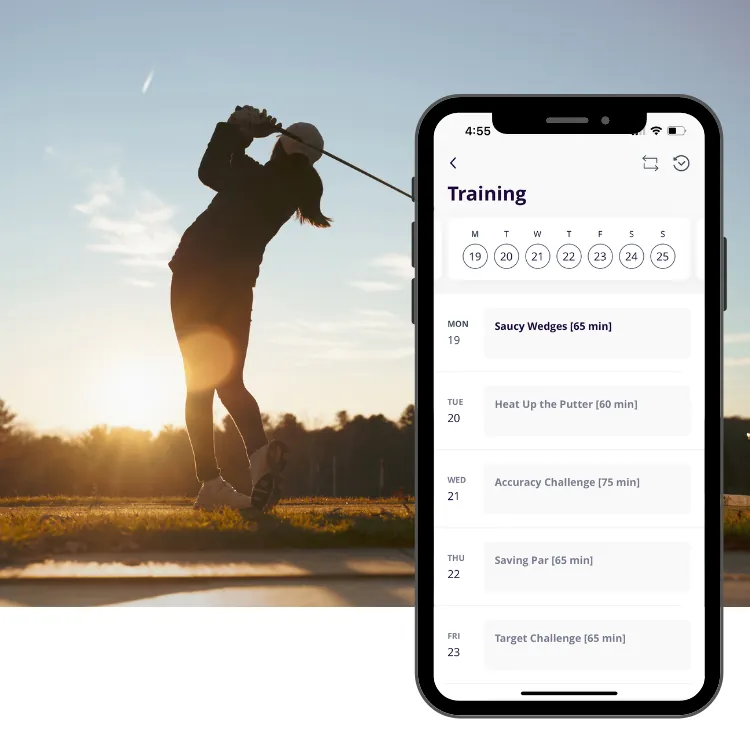 4:55
Training
M T W T F S S
19 20 21 22 23 24 25
MON
19
Saucy Wedges [65 min]
TUE
20
Heat Up the Putter [60 min]
WED
21
Accuracy Challenge [75 min]
THU
22
Saving Par [65 min]
FRI
23
Target Challenge [65 min]